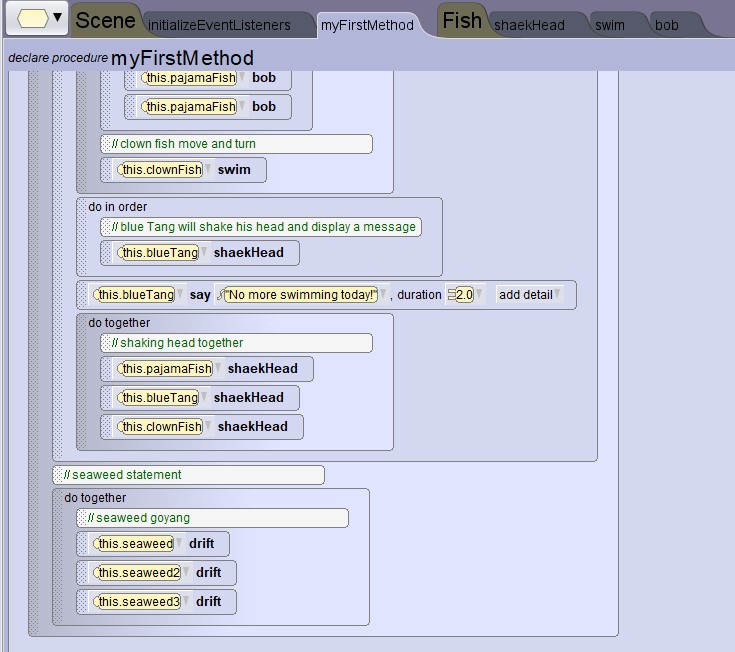 Scene initializeEventListeners myFirstMethod Fish shaekHead swim bob
declare procedure myFirstMethod
this.pajamaFish bob
this.pajamaFish bob
// clown fish move and turn
this.clownFish swim
do in order
// blue Tang will shake his head and display a message
this.blueTang shaekHead
this.blueTang say "No more swimming today!" , duration 2.0 add detail
do together
// shaking head together
this.pajamaFish shaekHead
this.blueTang shaekHead
this.clownFish shaekHead
// seaweed statement
do together
// seaweed goyang
this.seaweed drift
this.seaweed2 drift
this.seaweed3 drift